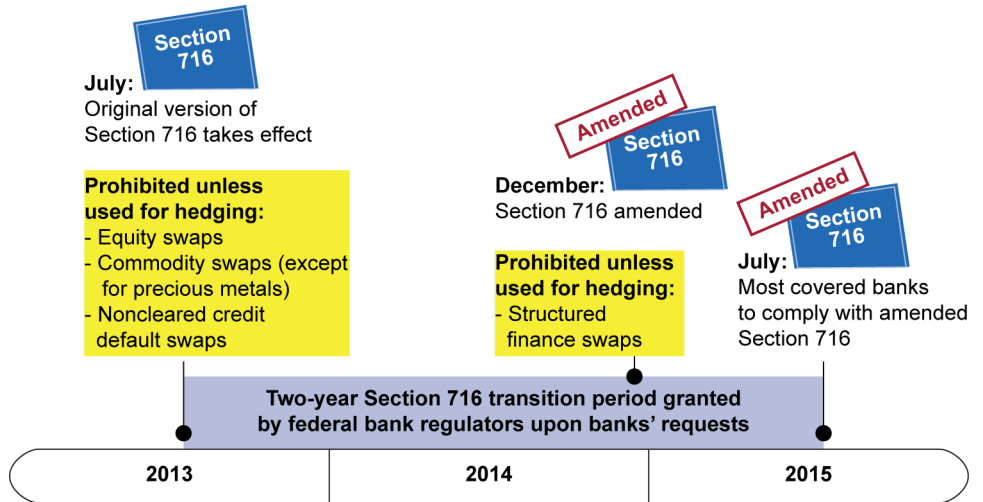 Section
716
July:
Original version of
Section 716 takes effect
Prohibited unless
used for hedging:
- Equity swaps
- Commodity swaps (except
for precious metals)
- Noncleared credit
default swaps
Amended
Section
716
December:
Section 716 amended
Prohibited unless
used for hedging:
- Structured
finance swaps
Amended
Section
716
July:
Most covered banks
to comply with amended
Section 716
Two-year Section 716 transition period granted
by federal bank regulators upon banks' requests
2013
2014
2015